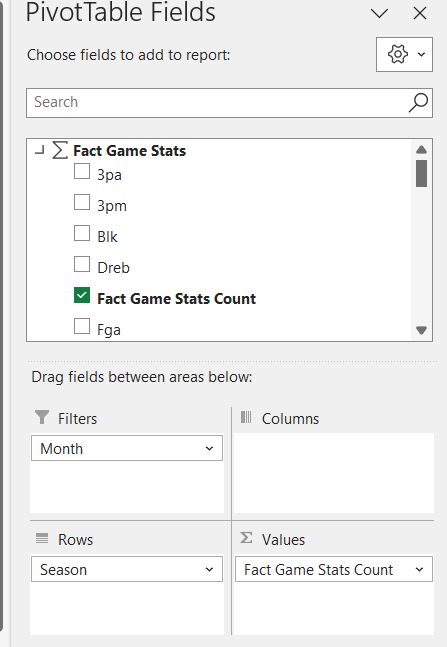 PivotTable Fields
Choose fields to add to report:
Search
Fact Game Stats
3pa
3pm
Blk
Dreb
Fact Game Stats Count
Fga
Drag fields between areas below:
Filters
Columns
Month
Rows
Values
Season
Fact Game Stats Count